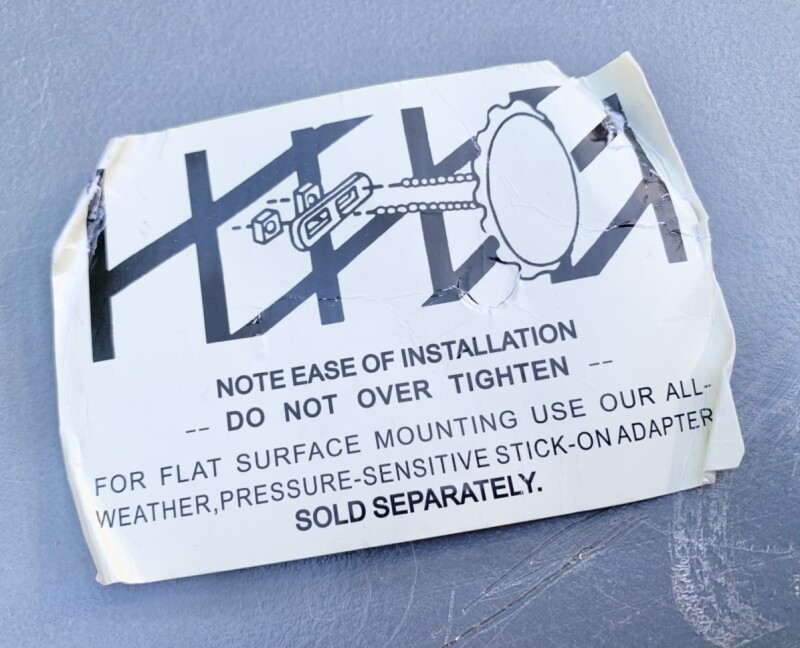 NOTE EASE OF INSTALLATION
-- DO NOT OVER TIGHTEN --
FOR FLAT SURFACE MOUNTING USE OUR ALL-
WEATHER,PRESSURE-SENSITIVE STICK-ON ADAPTER
SOLD SEPARATELY.